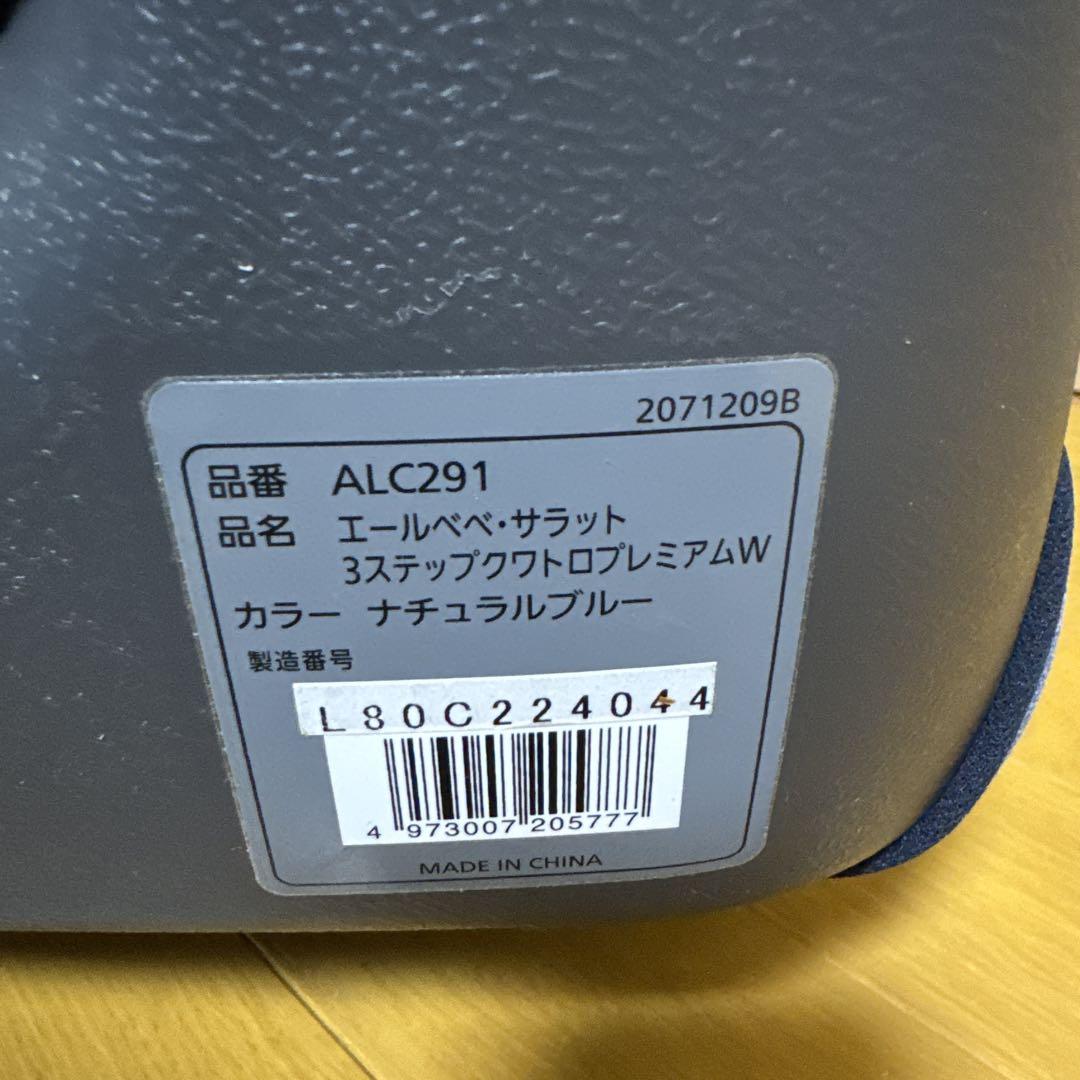 2071209B
品番 ALC291
品名 エールベベ・サラット
3ステップクワトロプレミアムW
カラー ナチュラルブルー
製造番号
L80C224044
4 973007 205777
MADE IN CHINA